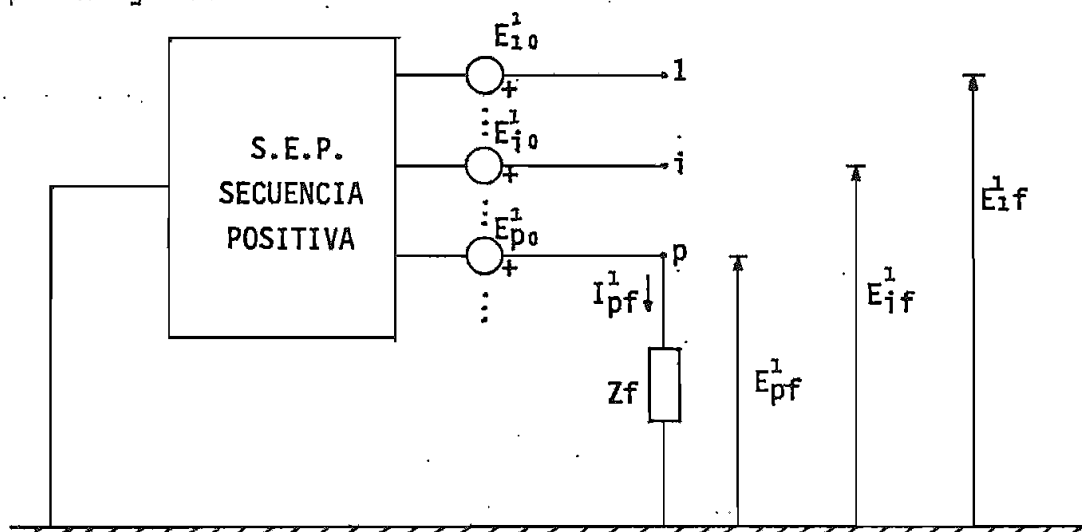 E¹₁₀
1
S.E.P.
SECUENCIA
POSITIVA
E¹ᵢ₀
i
E¹ₚ₀
p
I¹pf
Zf
E¹pf
E¹if
E¹₁f